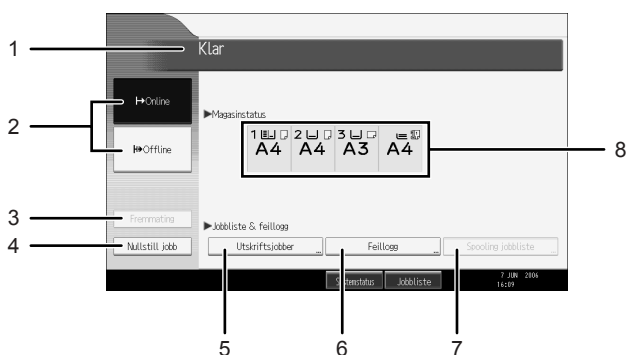 1
Klar
Online
2
Magasinstatus
1 2 3
A4 A4 A3 A4
8
Offline
3
Fremmating
Jobbliste & feillogg
4
Nullstill jobb
Utskriftsjobber
Feillogg
Spooling jobbliste
Systemstatus
Jobbliste
7 JUN 2006
16:09
5
6
7